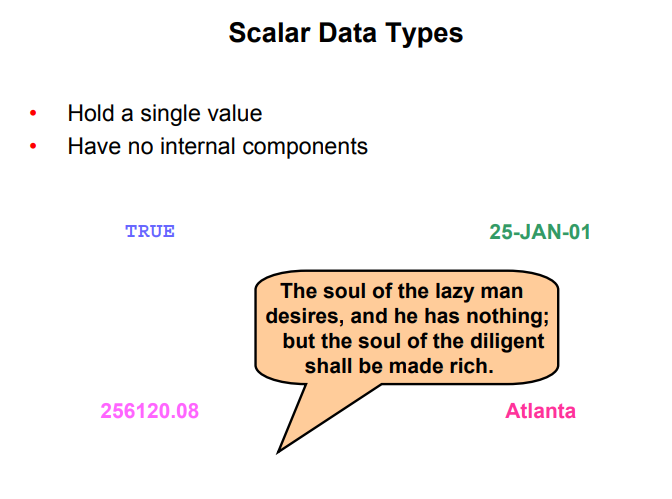 Scalar Data Types
• Hold a single value
• Have no internal components
TRUE
25-JAN-01
The soul of the lazy man
desires, and he has nothing;
but the soul of the diligent
shall be made rich.
256120.08
Atlanta